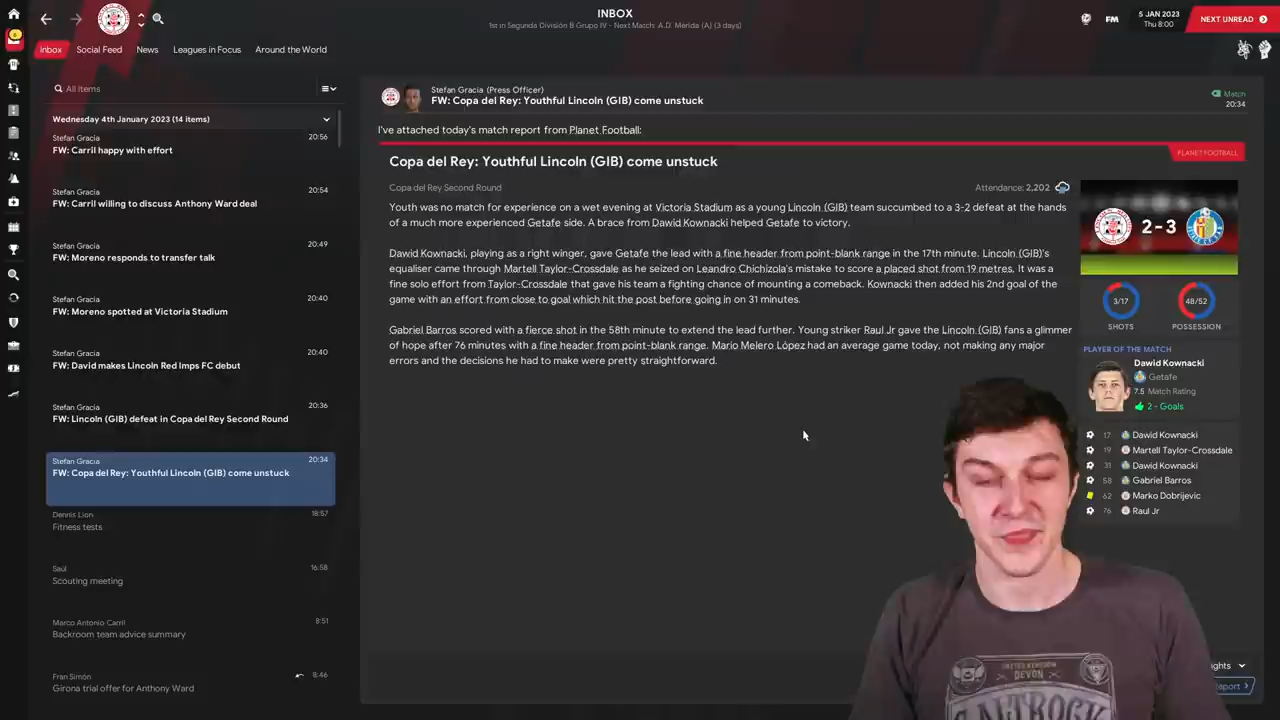 INBOX
1st in Segunda División B Grupo IV - Next Match: A.D. Mérida (A) (3 days)
FM
5 JAN 2023
Thu 8:00
NEXT UNREAD
Inbox
Social Feed
News
Leagues in Focus
Around the World
All Items
Wednesday 4th January 2023 (14 items)
Stefan Gracia
20:56
FW: Carril happy with effort
Stefan Gracia
20:54
FW: Carril willing to discuss Anthony Ward deal
Stefan Gracia
20:49
FW: Moreno responds to transfer talk
Stefan Gracia
20:40
FW: Moreno spotted at Victoria Stadium
Stefan Gracia
20:40
FW: David makes Lincoln Red Imps FC debut
Stefan Gracia
20:36
FW: Lincoln (GIB) defeat in Copa del Rey Second Round
Stefan Gracia
20:34
FW: Copa del Rey: Youthful Lincoln (GIB) come unstuck
Dennis Lion
18:57
Fitness tests
Saúl
16:58
Scouting meeting
Marco Antonio Carril
8:51
Backroom team advice summary
Fran Simón
8:46
Girona trial offer for Anthony Ward
Stefan Gracia (Press Officer)
FW: Copa del Rey: Youthful Lincoln (GIB) come unstuck
Match
20:34
I've attached today's match report from Planet Football:
PLANET FOOTBALL
Copa del Rey: Youthful Lincoln (GIB) come unstuck
Copa del Rey Second Round
Attendance: 2,202
Youth was no match for experience on a wet evening at Victoria Stadium as a young Lincoln (GIB) team succumbed to a 3-2 defeat at the hands
of a much more experienced Getafe side. A brace from Dawid Kownacki helped Getafe to victory.
Dawid Kownacki, playing as a right winger, gave Getafe the lead with a fine header from point-blank range in the 17th minute. Lincoln (GIB)'s
equaliser came through Martell Taylor-Crossdale as he seized on Leandro Chichizola's mistake to score a placed shot from 19 metres. It was a
fine solo effort from Taylor-Crossdale that gave his team a fighting chance of mounting a comeback. Kownacki then added his 2nd goal of the
game with an effort from close to goal which hit the post before going in on 31 minutes.
Gabriel Barros scored with a fierce shot in the 58th minute to extend the lead further. Young striker Raul Jr gave the Lincoln (GIB) fans a glimmer
of hope after 76 minutes with a fine header from point-blank range. Mario Melero López had an average game today, not making any major
errors and the decisions he had to make were pretty straightforward.
2-3
3/17
48/52
SHOTS
POSSESSION
PLAYER OF THE MATCH
Dawid Kownacki
Getafe
7.5 Match Rating
2 - Goals
17 Dawid Kownacki
19 Martell Taylor-Crossdale
31 Dawid Kownacki
58 Gabriel Barros
62 Marko Dobrijevic
76 Raul Jr
ights
eport
UNITED KINGDOM
DEVON
SALTROCK